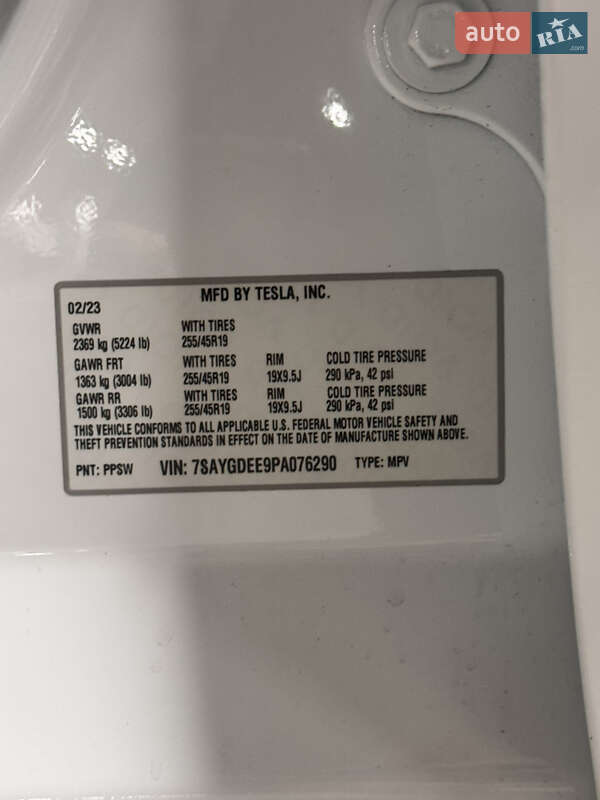 auto RIA
.com
MFD BY TESLA, INC.
02/23
GVWR WITH TIRES
2369 kg (5224 lb) 255/45R19
GAWR FRT WITH TIRES RIM COLD TIRE PRESSURE
1363 kg (3004 lb) 255/45R19 19X9.5J 290 kPa, 42 psi
GAWR RR WITH TIRES RIM COLD TIRE PRESSURE
1500 kg (3306 lb) 255/45R19 19X9.5J 290 kPa, 42 psi
THIS VEHICLE CONFORMS TO ALL APPLICABLE U.S. FEDERAL MOTOR VEHICLE SAFETY AND
THEFT PREVENTION STANDARDS IN EFFECT ON THE DATE OF MANUFACTURE SHOWN ABOVE.
PNT: PPSW VIN: 7SAYGDEE9PA076290 TYPE: MPV